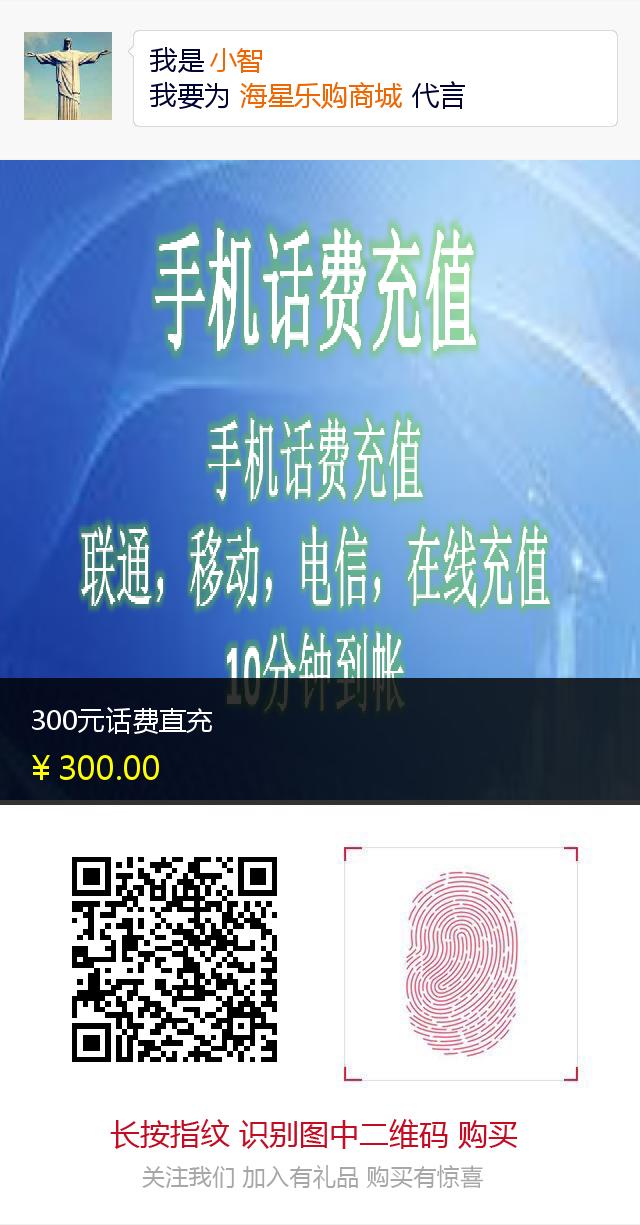 我是 小智
我要为 海星乐购商城 代言
手机话费充值
手机话费充值
联通，移动，电信，在线充值
10分钟到帐
300元话费直充
¥ 300.00
长按指纹 识别图中二维码 购买
关注我们 加入有礼品 购买有惊喜